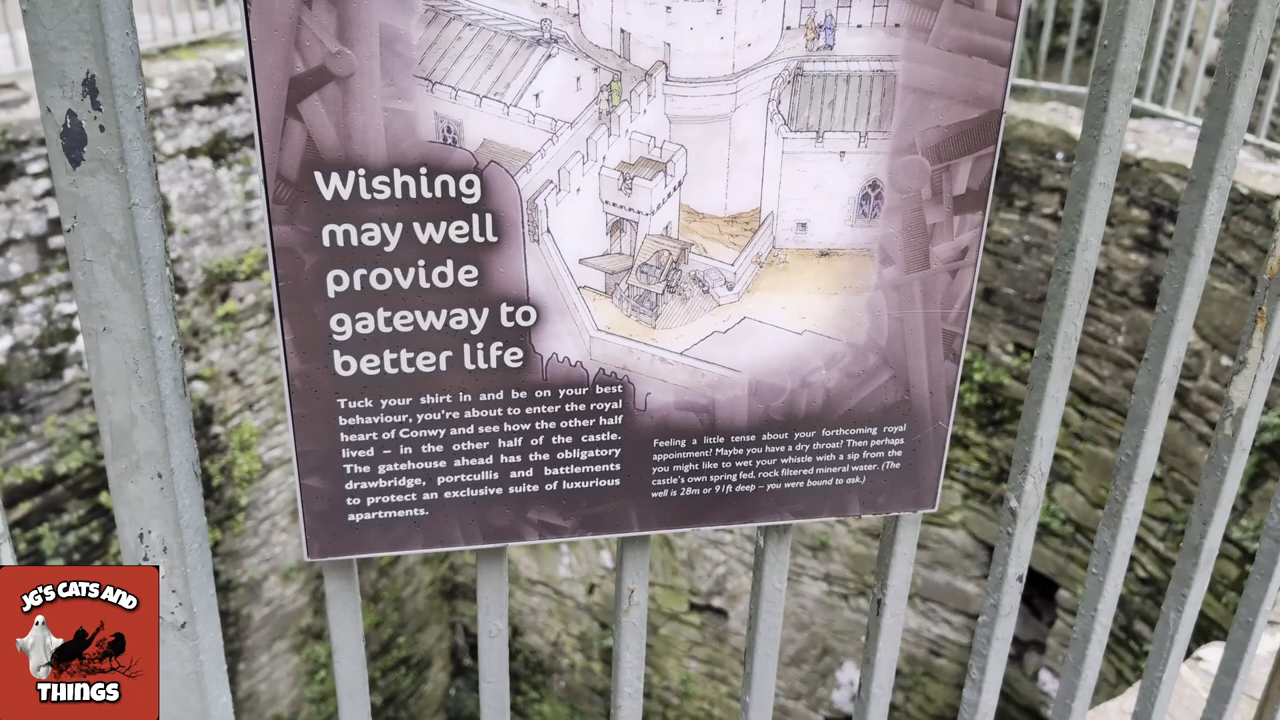 Wishing
may well
provide
gateway to
better life
Tuck your shirt in and be on your best
behaviour, you're about to enter the royal
heart of Conwy and see how the other half
lived – in the other half of the castle.
The gatehouse ahead has the obligatory
drawbridge, portcullis and battlements
to protect an exclusive suite of luxurious
apartments.
Feeling a little tense about your forthcoming royal
appointment? Maybe you have a dry throat? Then perhaps
you might like to wet your whistle with a sip from the
castle's own spring fed, rock filtered mineral water. (The
well is 28m or 91ft deep – you were bound to ask.)
JG'S CATS AND
THINGS